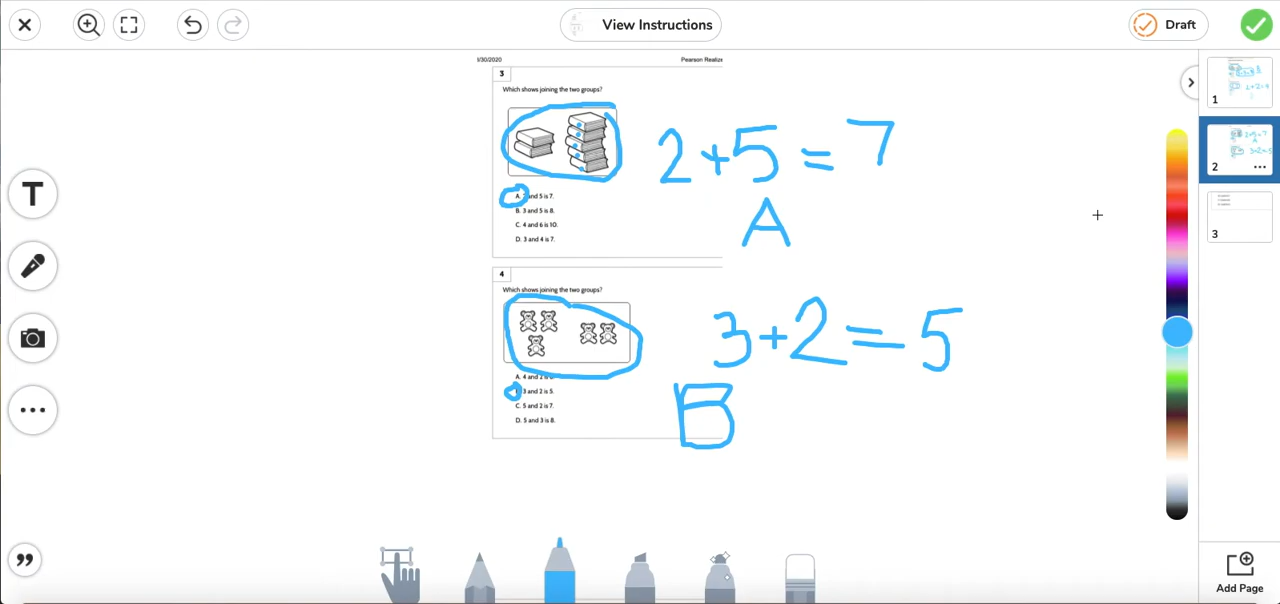 View Instructions
Draft
1/30/2020 Pearson Realize
3
Which shows joining the two groups?
2+5=7
A. 2 and 5 is 7.
B. 3 and 5 is 8.
C. 4 and 6 is 10.
D. 3 and 4 is 7.
A
4
Which shows joining the two groups?
3+2=5
A. 4 and 2 is
3 and 2 is 5.
C. 5 and 2 is 7.
D. 5 and 3 is 8.
B
T
1
2
3
Add Page